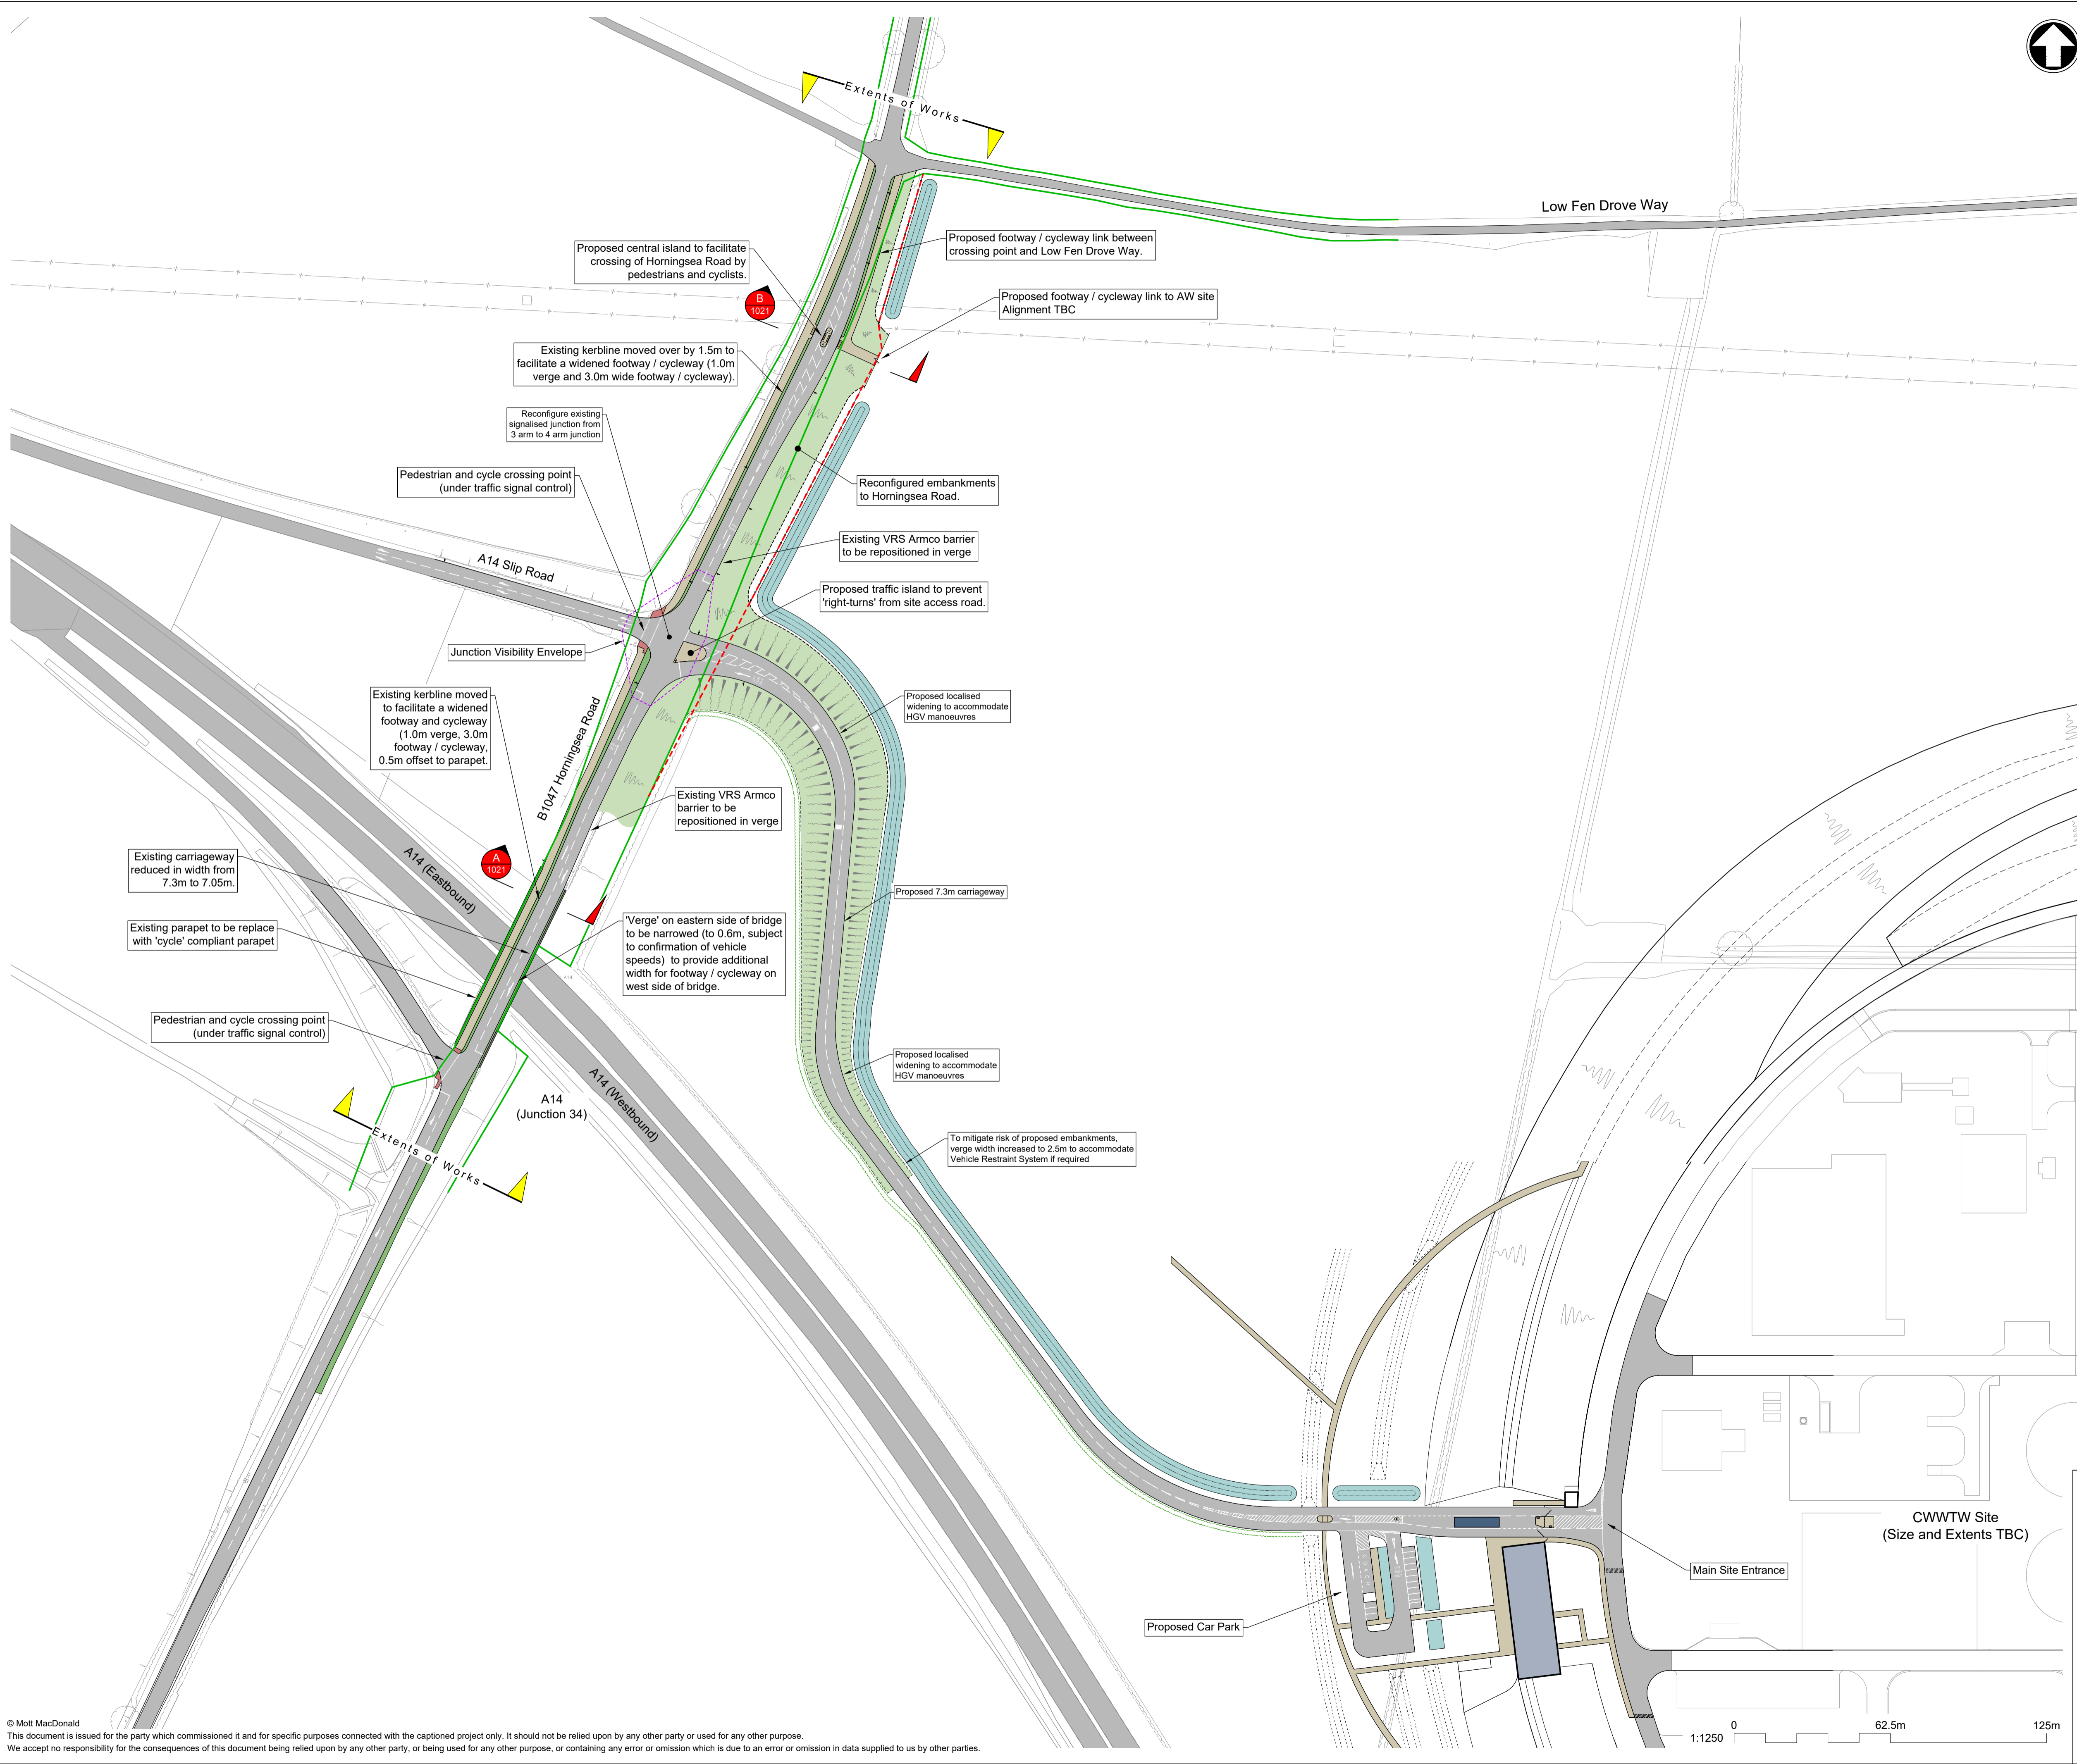 Extents of Works
Low Fen Drove Way
Proposed footway / cycleway link between
crossing point and Low Fen Drove Way.
Proposed central island to facilitate
crossing of Horningsea Road by
pedestrians and cyclists.
B
1021
Proposed footway / cycleway link to AW site
Alignment TBC
Existing kerbline moved over by 1.5m to
facilitate a widened footway / cycleway (1.0m
verge and 3.0m wide footway / cycleway).
Reconfigure existing
signalised junction from
3 arm to 4 arm junction
Pedestrian and cycle crossing point
(under traffic signal control)
Reconfigured embankments
to Horningsea Road.
Existing VRS Armco barrier
to be repositioned in verge
A14 Slip Road
Proposed traffic island to prevent
'right-turns' from site access road.
Junction Visibility Envelope
Existing kerbline moved
to facilitate a widened
footway and cycleway
(1.0m verge, 3.0m
footway / cycleway,
0.5m offset to parapet.
B1047 Horningsea Road
Proposed localised
widening to accommodate
HGV manoeuvres
Existing VRS Armco
barrier to be
repositioned in verge
A
1021
A14 (Eastbound)
Existing carriageway
reduced in width from
7.3m to 7.05m.
Proposed 7.3m carriageway
Existing parapet to be replace
with 'cycle' compliant parapet
'Verge' on eastern side of bridge
to be narrowed (to 0.6m, subject
to confirmation of vehicle
speeds) to provide additional
width for footway / cycleway on
west side of bridge.
Pedestrian and cycle crossing point
(under traffic signal control)
Proposed localised
widening to accommodate
HGV manoeuvres
A14
(Junction 34)
A14 (Westbound)
Extents of Works
To mitigate risk of proposed embankments,
verge width increased to 2.5m to accommodate
Vehicle Restraint System if required
CWWTW Site
(Size and Extents TBC)
Main Site Entrance
Proposed Car Park
1:1250
0
62.5m
125m
© Mott MacDonald
This document is issued for the party which commissioned it and for specific purposes connected with the captioned project only. It should not be relied upon by any other party or used for any other purpose.
We accept no responsibility for the consequences of this document being relied upon by any other party, or being used for any other purpose, or containing any error or omission which is due to an error or omission in data supplied to us by other parties.